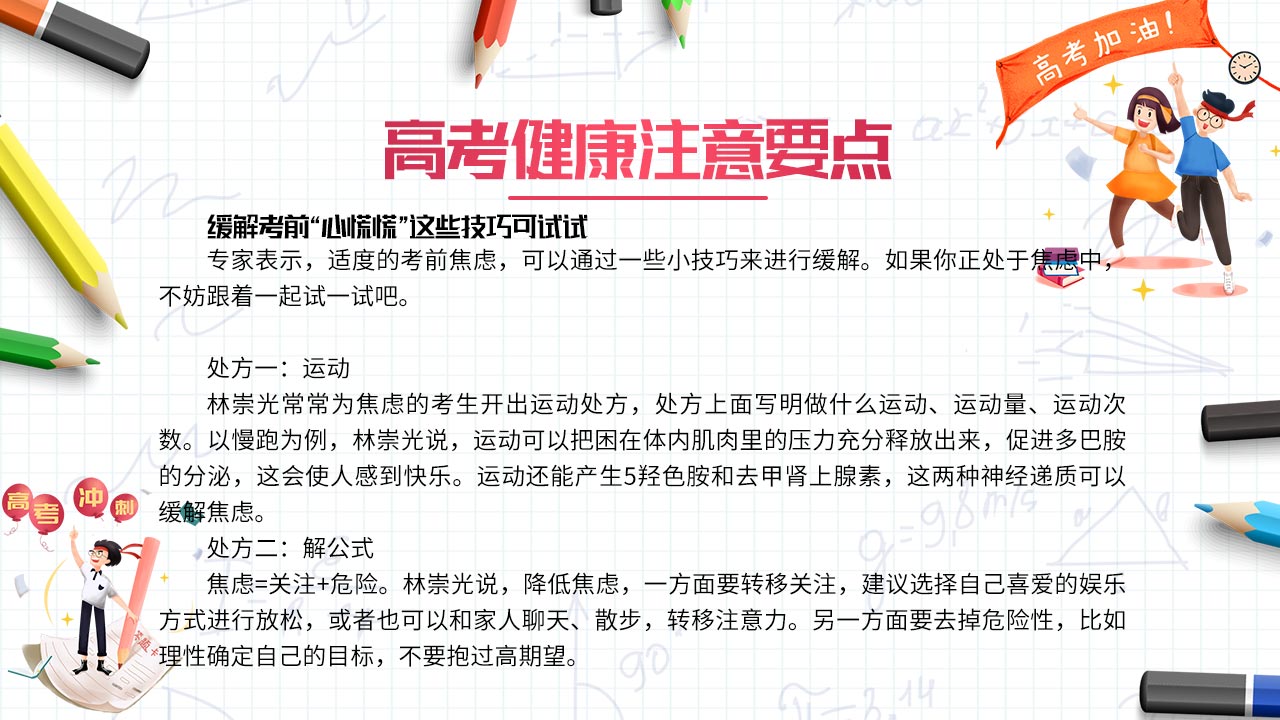 高考加油!
高考健康注意要点
缓解考前“心慌慌”这些技巧可试试
专家表示，适度的考前焦虑，可以通过一些小技巧来进行缓解。如果你正处于焦虑中，
不妨跟着一起试一试吧。
处方一：运动
林崇光常常为焦虑的考生开出运动处方，处方上面写明做什么运动、运动量、运动次
数。以慢跑为例，林崇光说，运动可以把困在体内肌肉里的压力充分释放出来，促进多巴胺
的分泌，这会使人感到快乐。运动还能产生5羟色胺和去甲肾上腺素，这两种神经递质可以
缓解焦虑。
处方二：解公式
焦虑=关注+危险。林崇光说，降低焦虑，一方面要转移关注，建议选择自己喜爱的娱乐
方式进行放松，或者也可以和家人聊天、散步，转移注意力。另一方面要去掉危险性，比如
理性确定自己的目标，不要抱过高期望。
高考冲刺
答题卡
g=98m/s
90
π=3.14